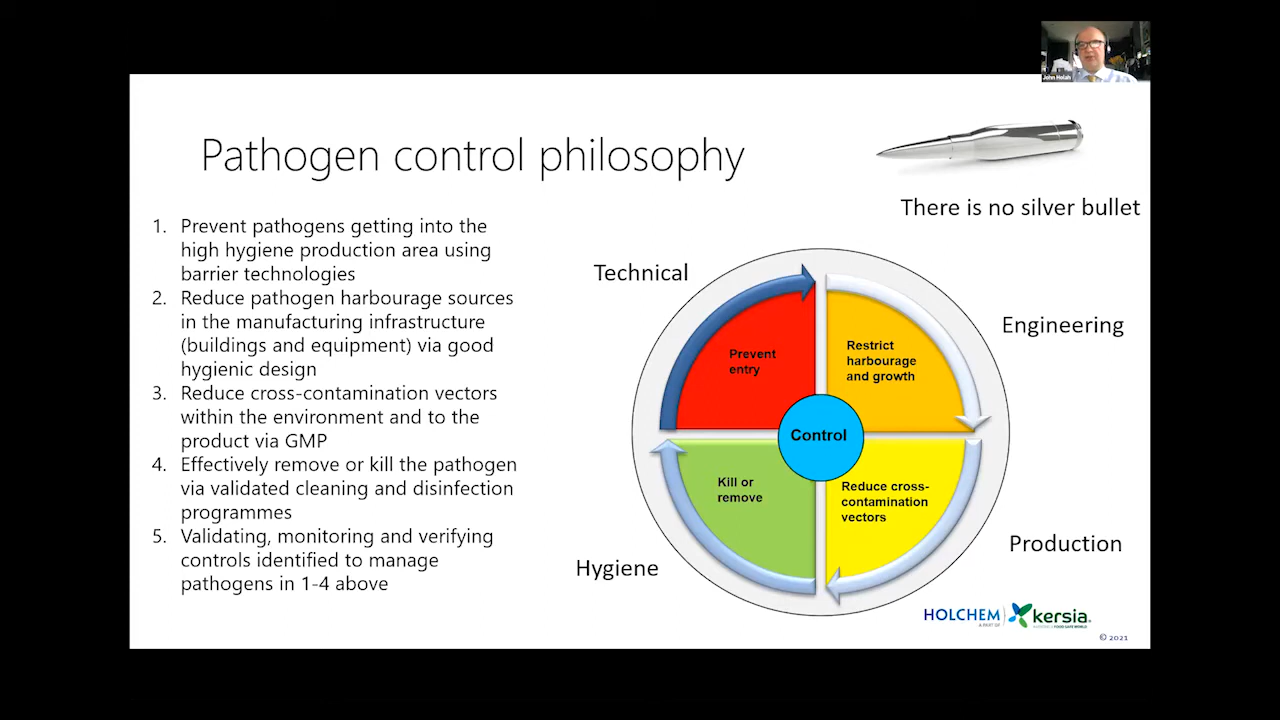 John Holah
Pathogen control philosophy
There is no silver bullet
1. Prevent pathogens getting into the
high hygiene production area using
barrier technologies
2. Reduce pathogen harbourage sources
in the manufacturing infrastructure
(buildings and equipment) via good
hygienic design
3. Reduce cross-contamination vectors
within the environment and to the
product via GMP
4. Effectively remove or kill the pathogen
via validated cleaning and disinfection
programmes
5. Validating, monitoring and verifying
controls identified to manage
pathogens in 1-4 above
Technical
Engineering
Prevent
entry
Restrict
harbourage
and growth
Control
Kill or
remove
Reduce cross-
contamination
vectors
Production
Hygiene
HOLCHEM
A PART OF
kersia
© 2021